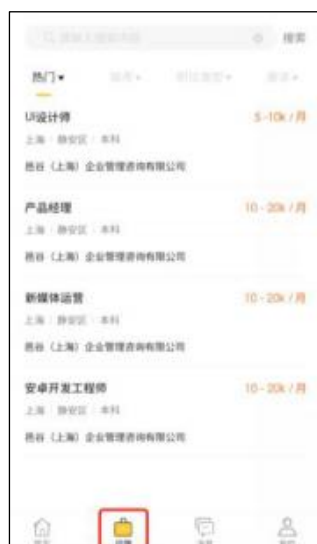 搜索
热门
UI设计师 5-10k/月
上海 静安区 本科
邑谷（上海）企业管理咨询有限公司
产品经理 10-20k/月
上海 静安区 本科
邑谷（上海）企业管理咨询有限公司
新媒体运营 10-20k/月
上海 静安区 本科
邑谷（上海）企业管理咨询有限公司
安卓开发工程师 10-20k/月
上海 静安区 本科
邑谷（上海）企业管理咨询有限公司